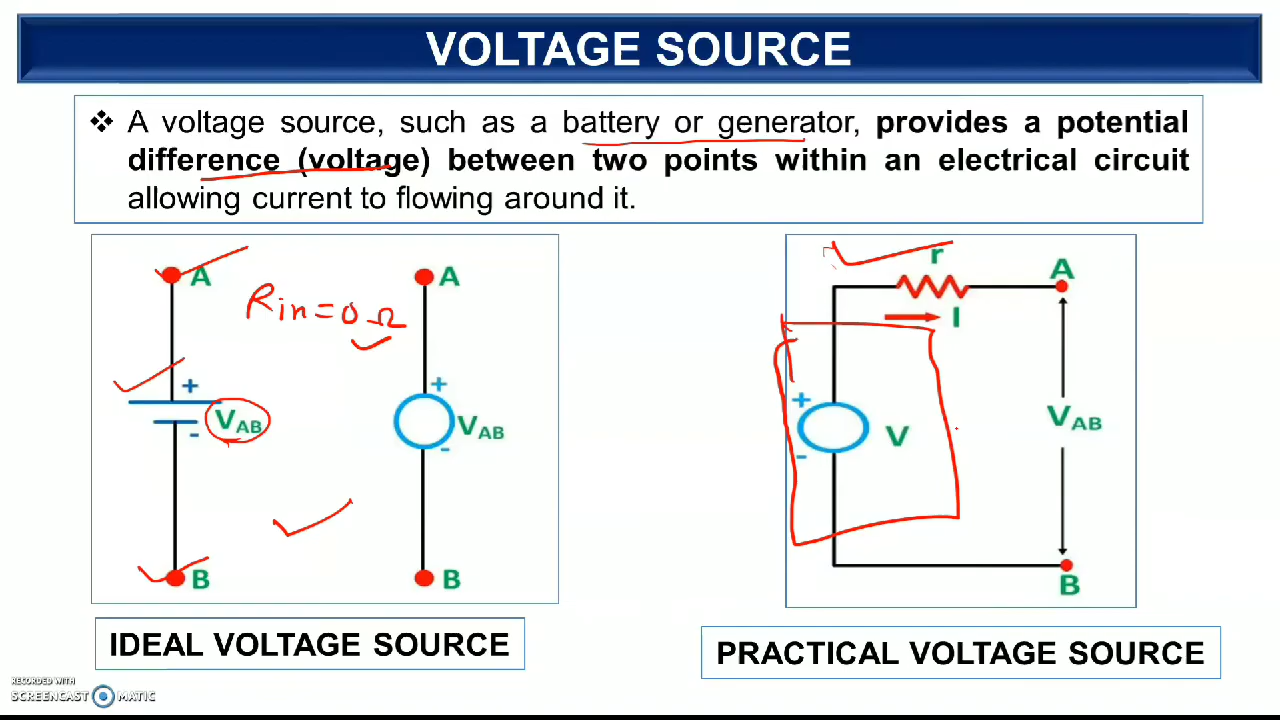 VOLTAGE SOURCE
❖ A voltage source, such as a battery or generator, provides a potential
difference (voltage) between two points within an electrical circuit
allowing current to flowing around it.
A
Rin = 0 Ω
+
VAB
-
B
A
+
VAB
-
B
r
A
I
+
V
-
VAB
B
IDEAL VOLTAGE SOURCE
PRACTICAL VOLTAGE SOURCE
RECORDED WITH
SCREENCAST MATIC